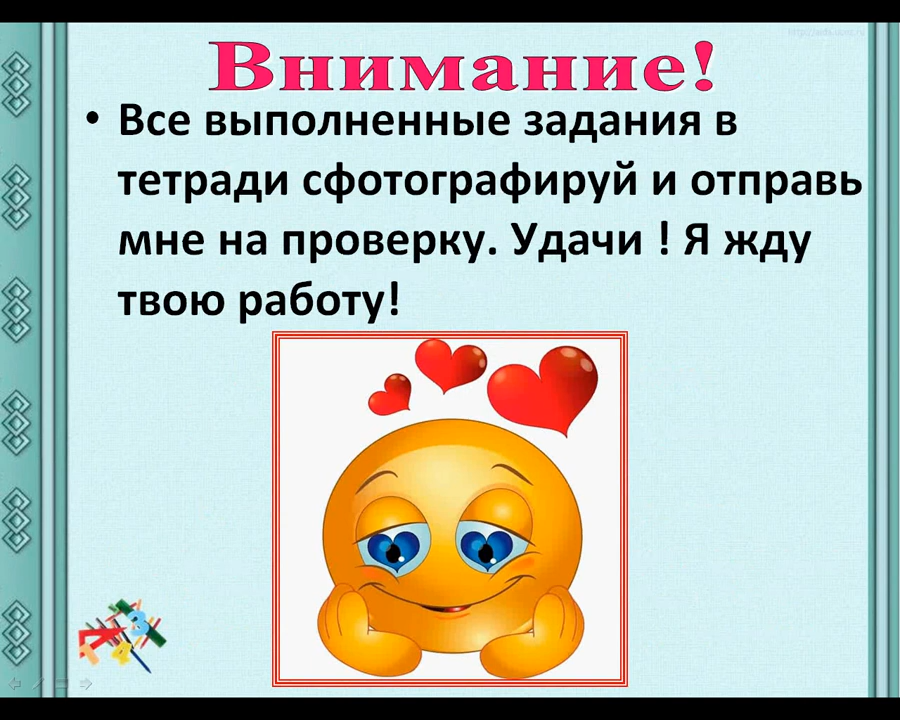 Внимание!
• Все выполненные задания в
тетради сфотографируй и отправь
мне на проверку. Удачи ! Я жду
твою работу!